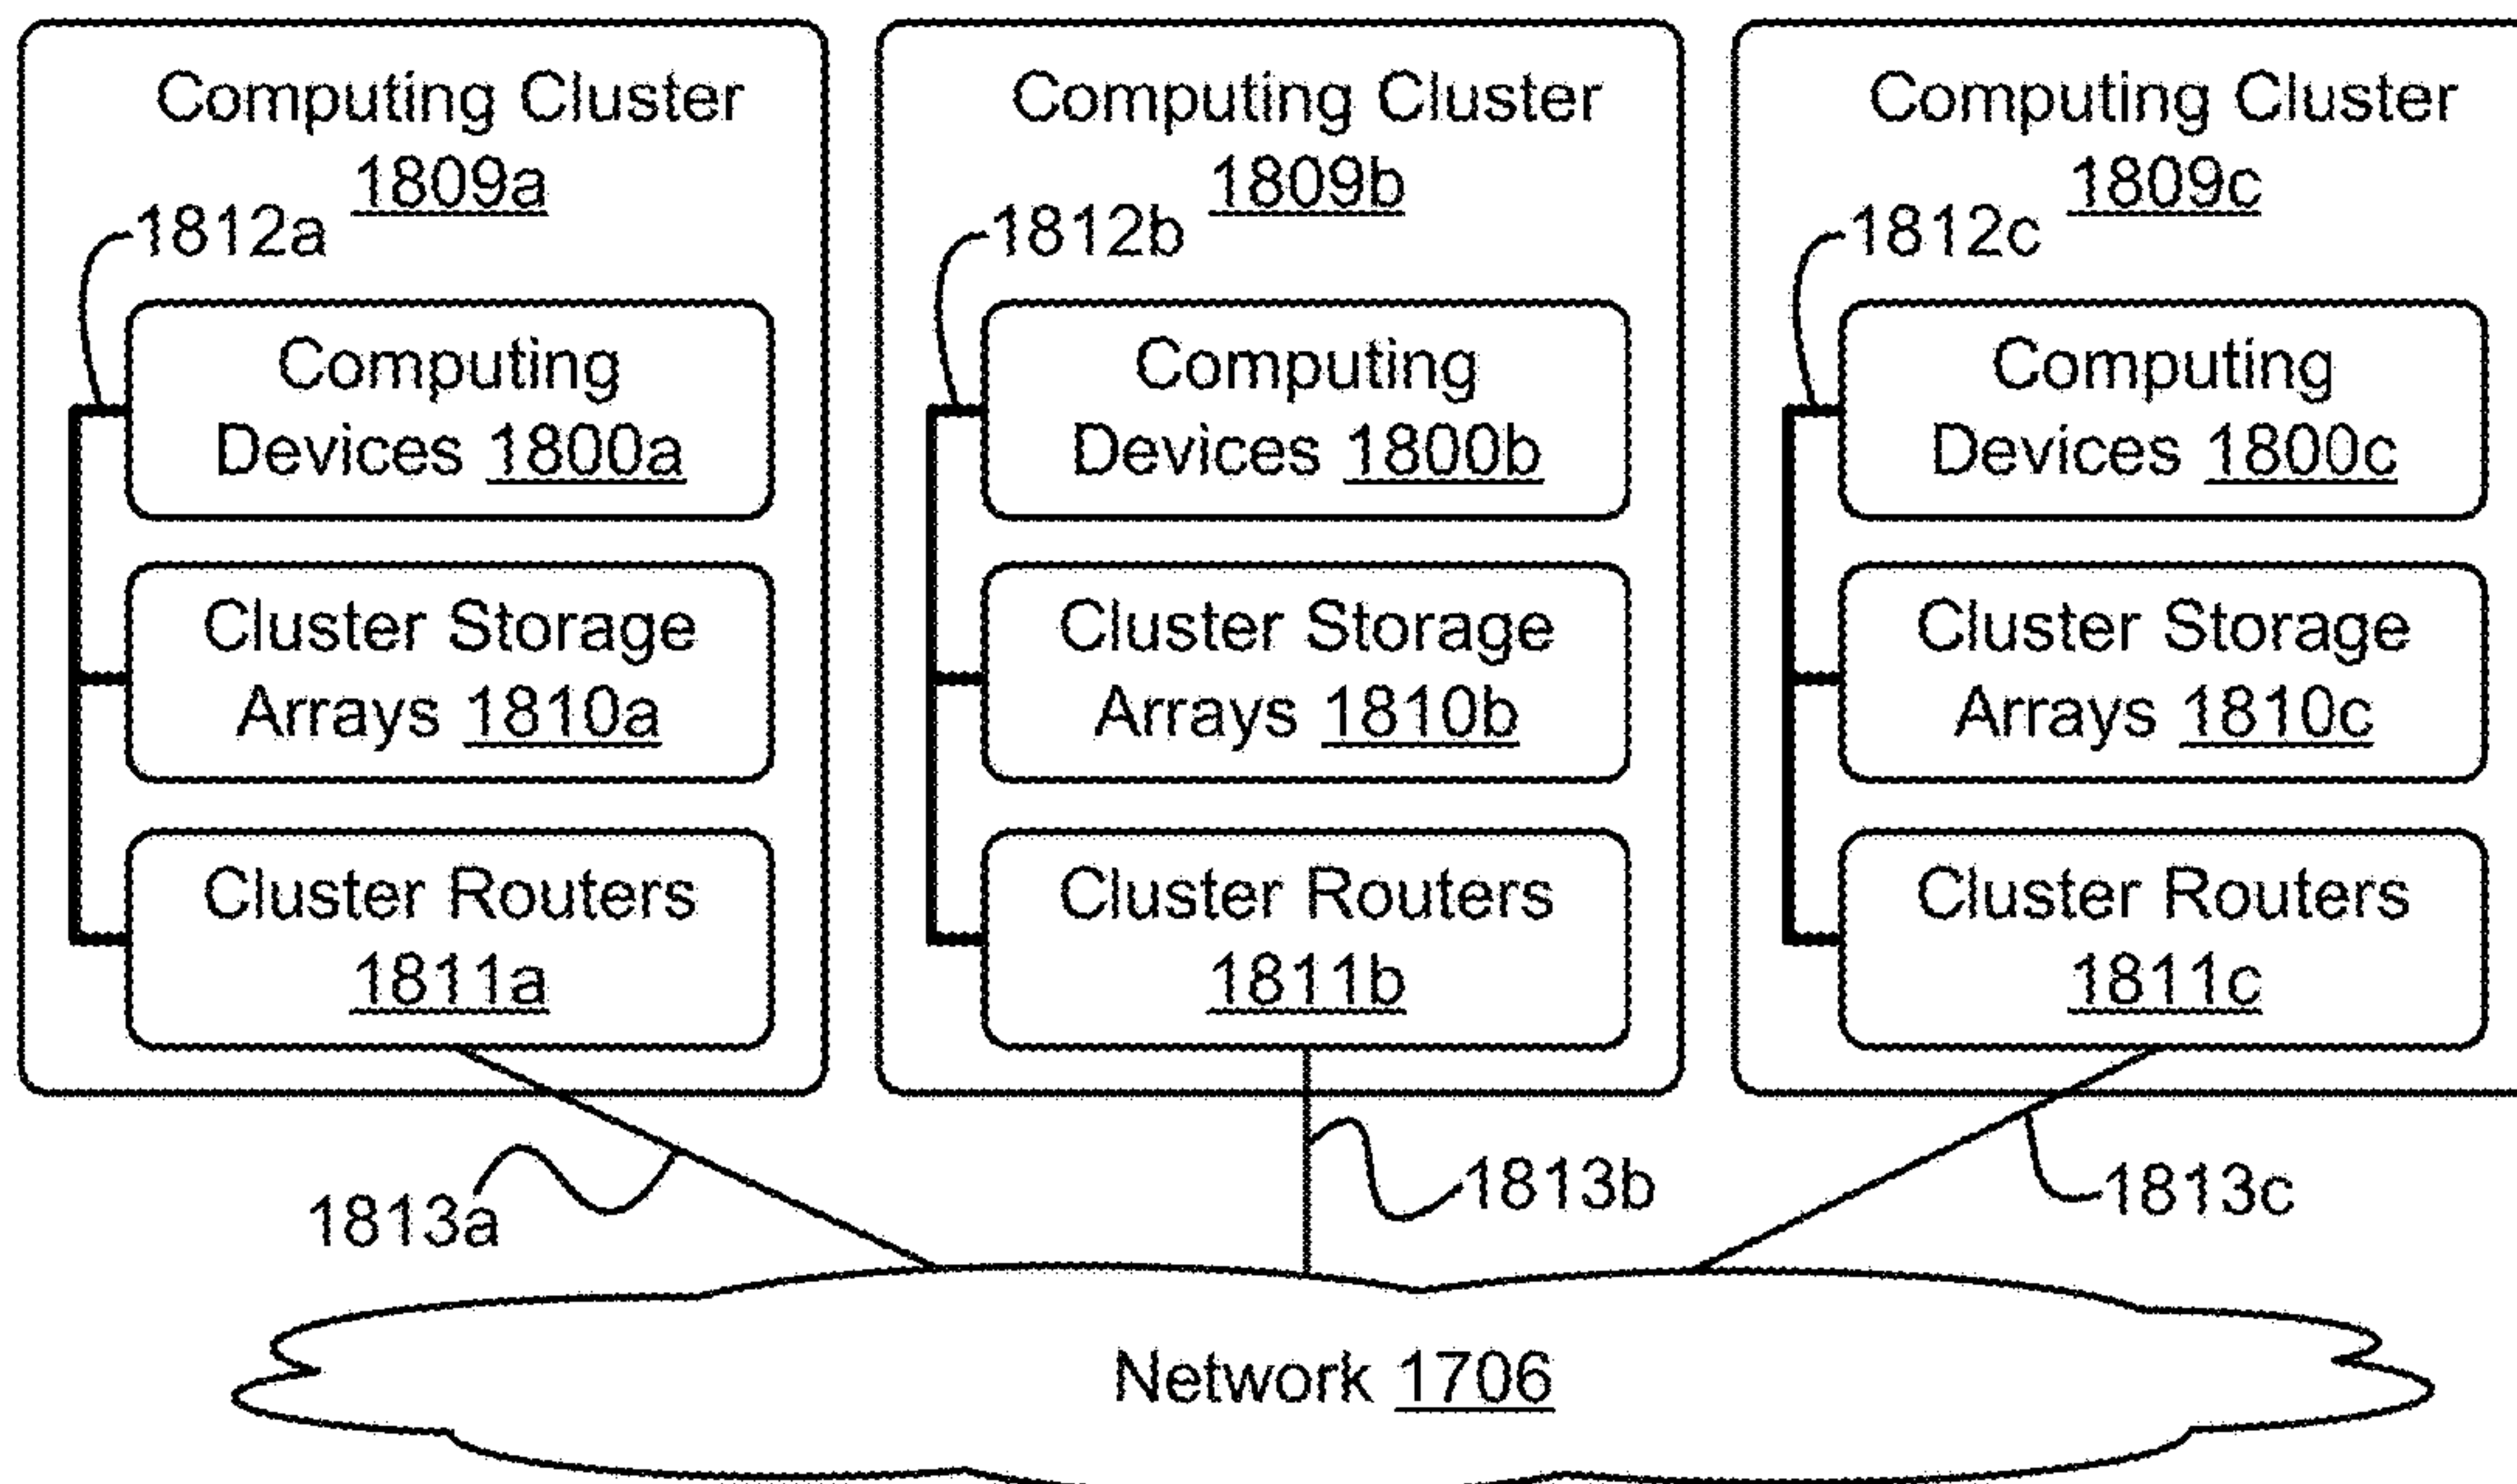 Computing Cluster
1809a
1812a
Computing
Devices 1800a
Cluster Storage
Arrays 1810a
Cluster Routers
1811a
Computing Cluster
1809b
1812b
Computing
Devices 1800b
Cluster Storage
Arrays 1810b
Cluster Routers
1811b
Computing Cluster
1809c
1812c
Computing
Devices 1800c
Cluster Storage
Arrays 1810c
Cluster Routers
1811c
1813a
1813b
1813c
Network 1706